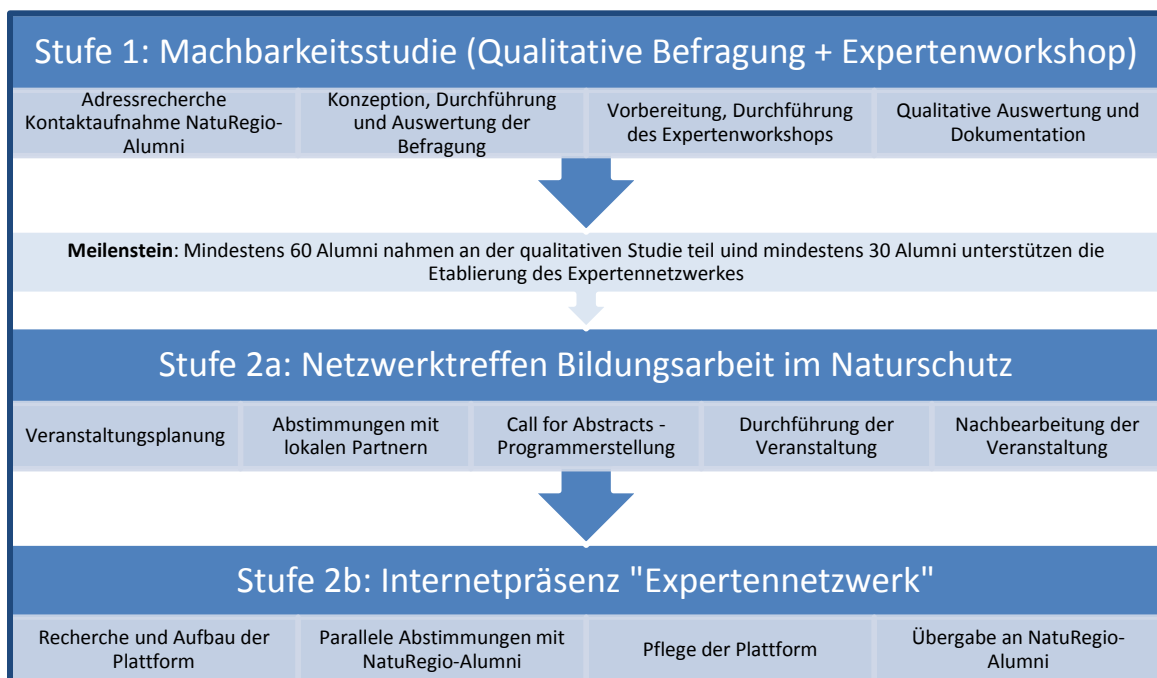 Stufe 1: Machbarkeitsstudie (Qualitative Befragung + Expertenworkshop)
Adressrecherche
Kontaktaufnahme NatuRegio-
Alumni
Konzeption, Durchführung
und Auswertung der
Befragung
Vorbereitung, Durchführung
des Expertenworkshops
Qualitative Auswertung und
Dokumentation
Meilenstein: Mindestens 60 Alumni nahmen an der qualitativen Studie teil uind mindestens 30 Alumni unterstützen die
Etablierung des Expertennetzwerkes
Stufe 2a: Netzwerktreffen Bildungsarbeit im Naturschutz
Veranstaltungsplanung
Abstimmungen mit
lokalen Partnern
Call for Abstracts -
Programmerstellung
Durchführung der
Veranstaltung
Nachbearbeitung der
Veranstaltung
Stufe 2b: Internetpräsenz "Expertennetzwerk"
Recherche und Aufbau der
Plattform
Parallele Abstimmungen mit
NatuRegio-Alumni
Pflege der Plattform
Übergabe an NatuRegio-
Alumni